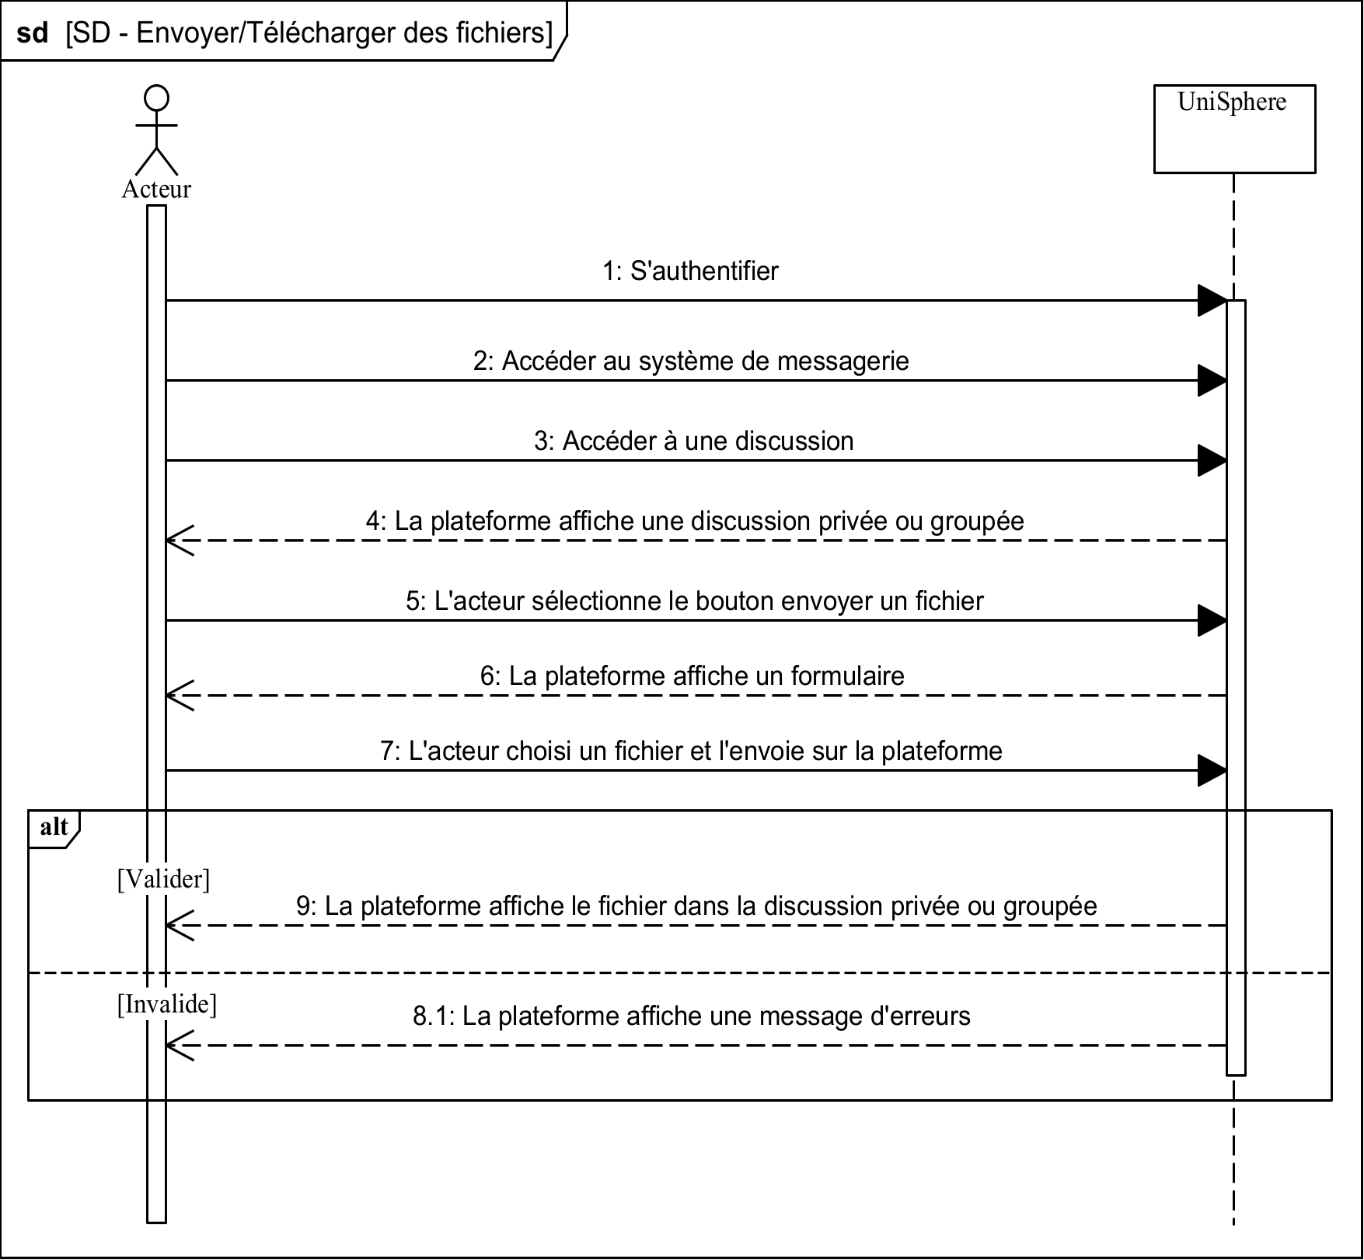 sd [SD - Envoyer/Télécharger des fichiers]
UniSphere
Acteur
1: S'authentifier
2: Accéder au système de messagerie
3: Accéder à une discussion
4: La plateforme affiche une discussion privée ou groupée
5: L'acteur sélectionne le bouton envoyer un fichier
6: La plateforme affiche un formulaire
7: L'acteur choisi un fichier et l'envoie sur la plateforme
alt
[Valider]
9: La plateforme affiche le fichier dans la discussion privée ou groupée
[Invalide]
8.1: La plateforme affiche une message d'erreurs